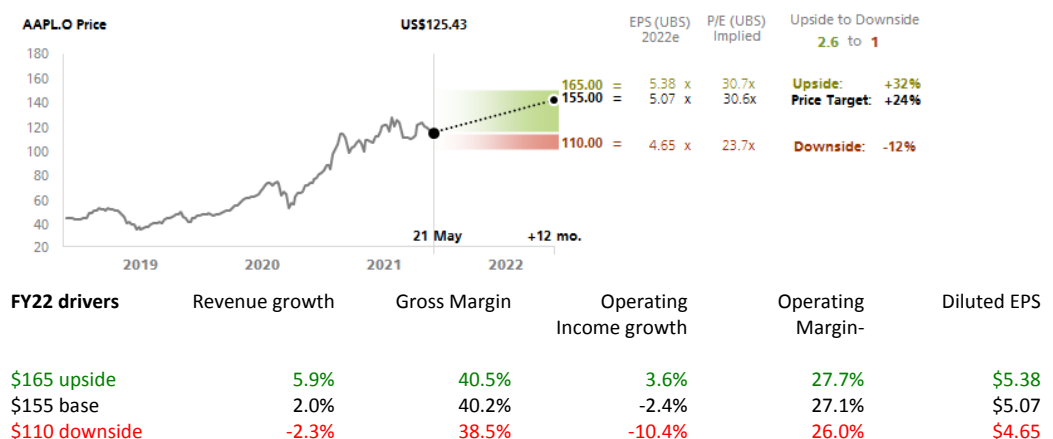 AAPL.O Price US$125.43 EPS (UBS) P/E (UBS) Upside to Downside
2022e Implied 2.6 to 1
180
160 165.00 = 5.38 x 30.7x Upside: +32%
155.00 = 5.07 x 30.6x Price Target: +24%
140
120
110.00 = 4.65 x 23.7x Downside: -12%
100
80
60
40
21 May +12 mo.
20
2019 2020 2021 2022
FY22 drivers Revenue growth Gross Margin Operating Operating Diluted EPS
Income growth Margin-
$165 upside 5.9% 40.5% 3.6% 27.7% $5.38
$155 base 2.0% 40.2% -2.4% 27.1% $5.07
$110 downside -2.3% 38.5% -10.4% 26.0% $4.65